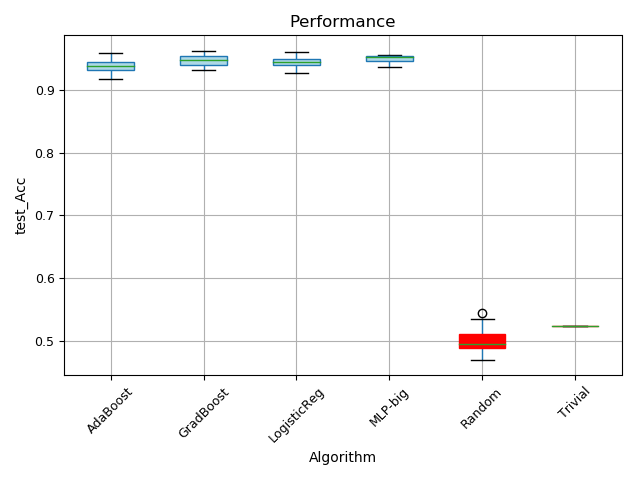 Performance
test_Acc
0.9
0.8
0.7
0.6
0.5
AdaBoost
GradBoost
LogisticReg
MLP-big
Random
Trivial
Algorithm